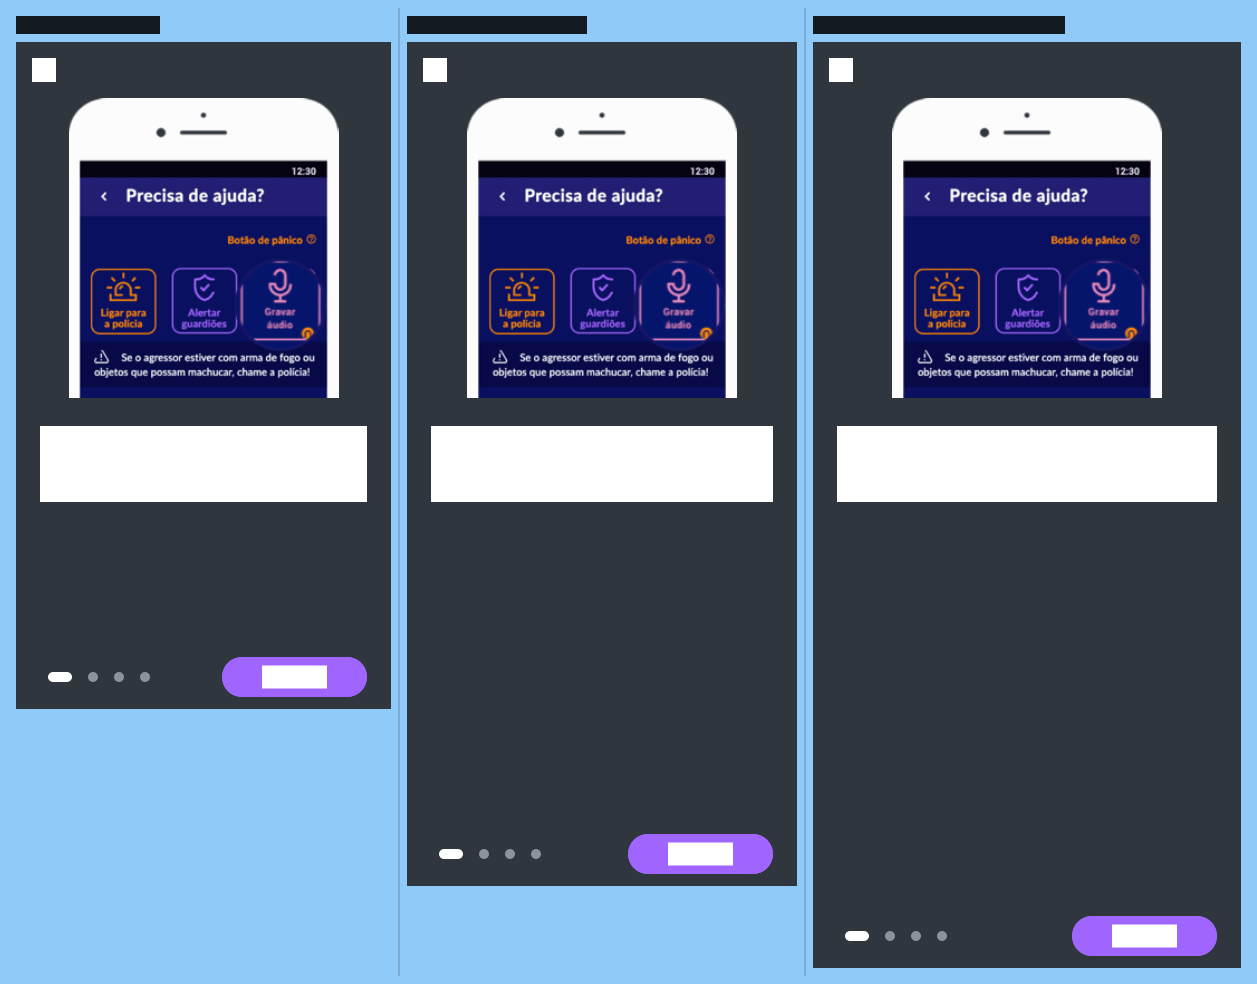 12:30
Precisa de ajuda?
Botão de pânico
Ligar para
a polícia
Alertar
guardiões
Gravar
áudio
Se o agressor estiver com arma de fogo ou
objetos que possam machucar, chame a polícia!
12:30
Precisa de ajuda?
Botão de pânico
Ligar para
a polícia
Alertar
guardiões
Gravar
áudio
Se o agressor estiver com arma de fogo ou
objetos que possam machucar, chame a polícia!
12:30
Precisa de ajuda?
Botão de pânico
Ligar para
a polícia
Alertar
guardiões
Gravar
áudio
Se o agressor estiver com arma de fogo ou
objetos que possam machucar, chame a polícia!